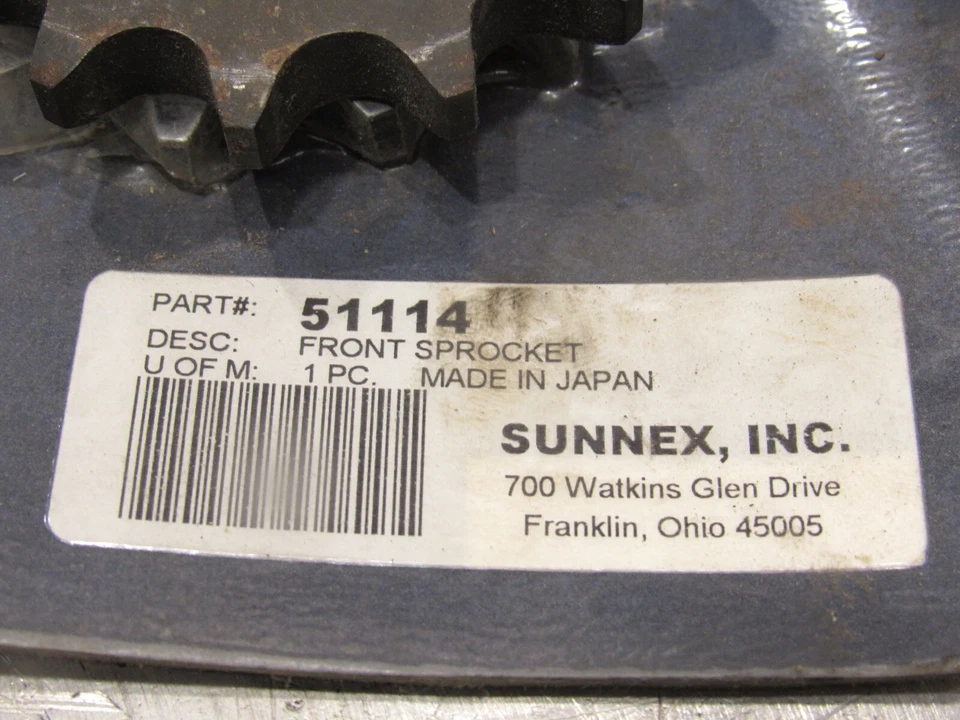 PART#: 51114
DESC: FRONT SPROCKET
U OF M: 1 PC. MADE IN JAPAN
SUNNEX, INC.
700 Watkins Glen Drive
Franklin, Ohio 45005